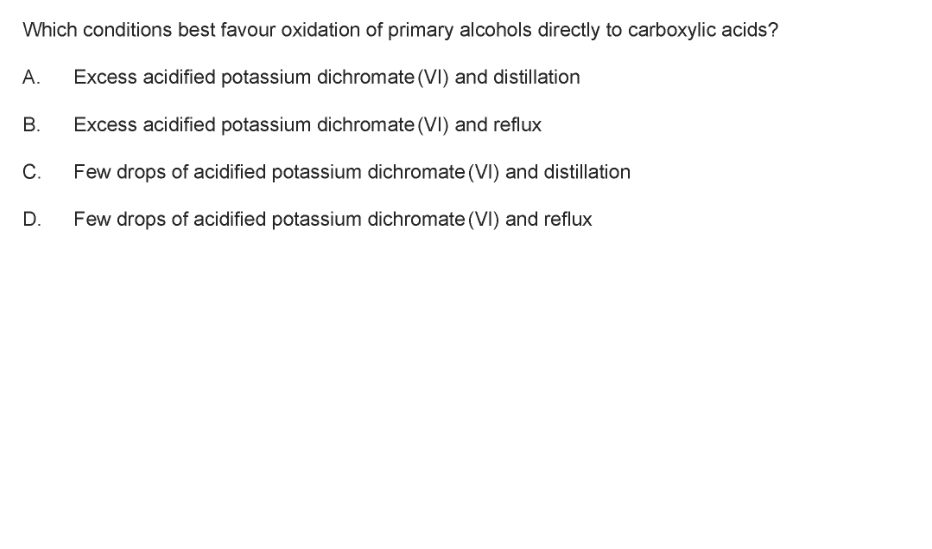 Which conditions best favour oxidation of primary alcohols directly to carboxylic acids?
A. Excess acidified potassium dichromate(VI) and distillation
B. Excess acidified potassium dichromate(VI) and reflux
C. Few drops of acidified potassium dichromate(VI) and distillation
D. Few drops of acidified potassium dichromate(VI) and reflux